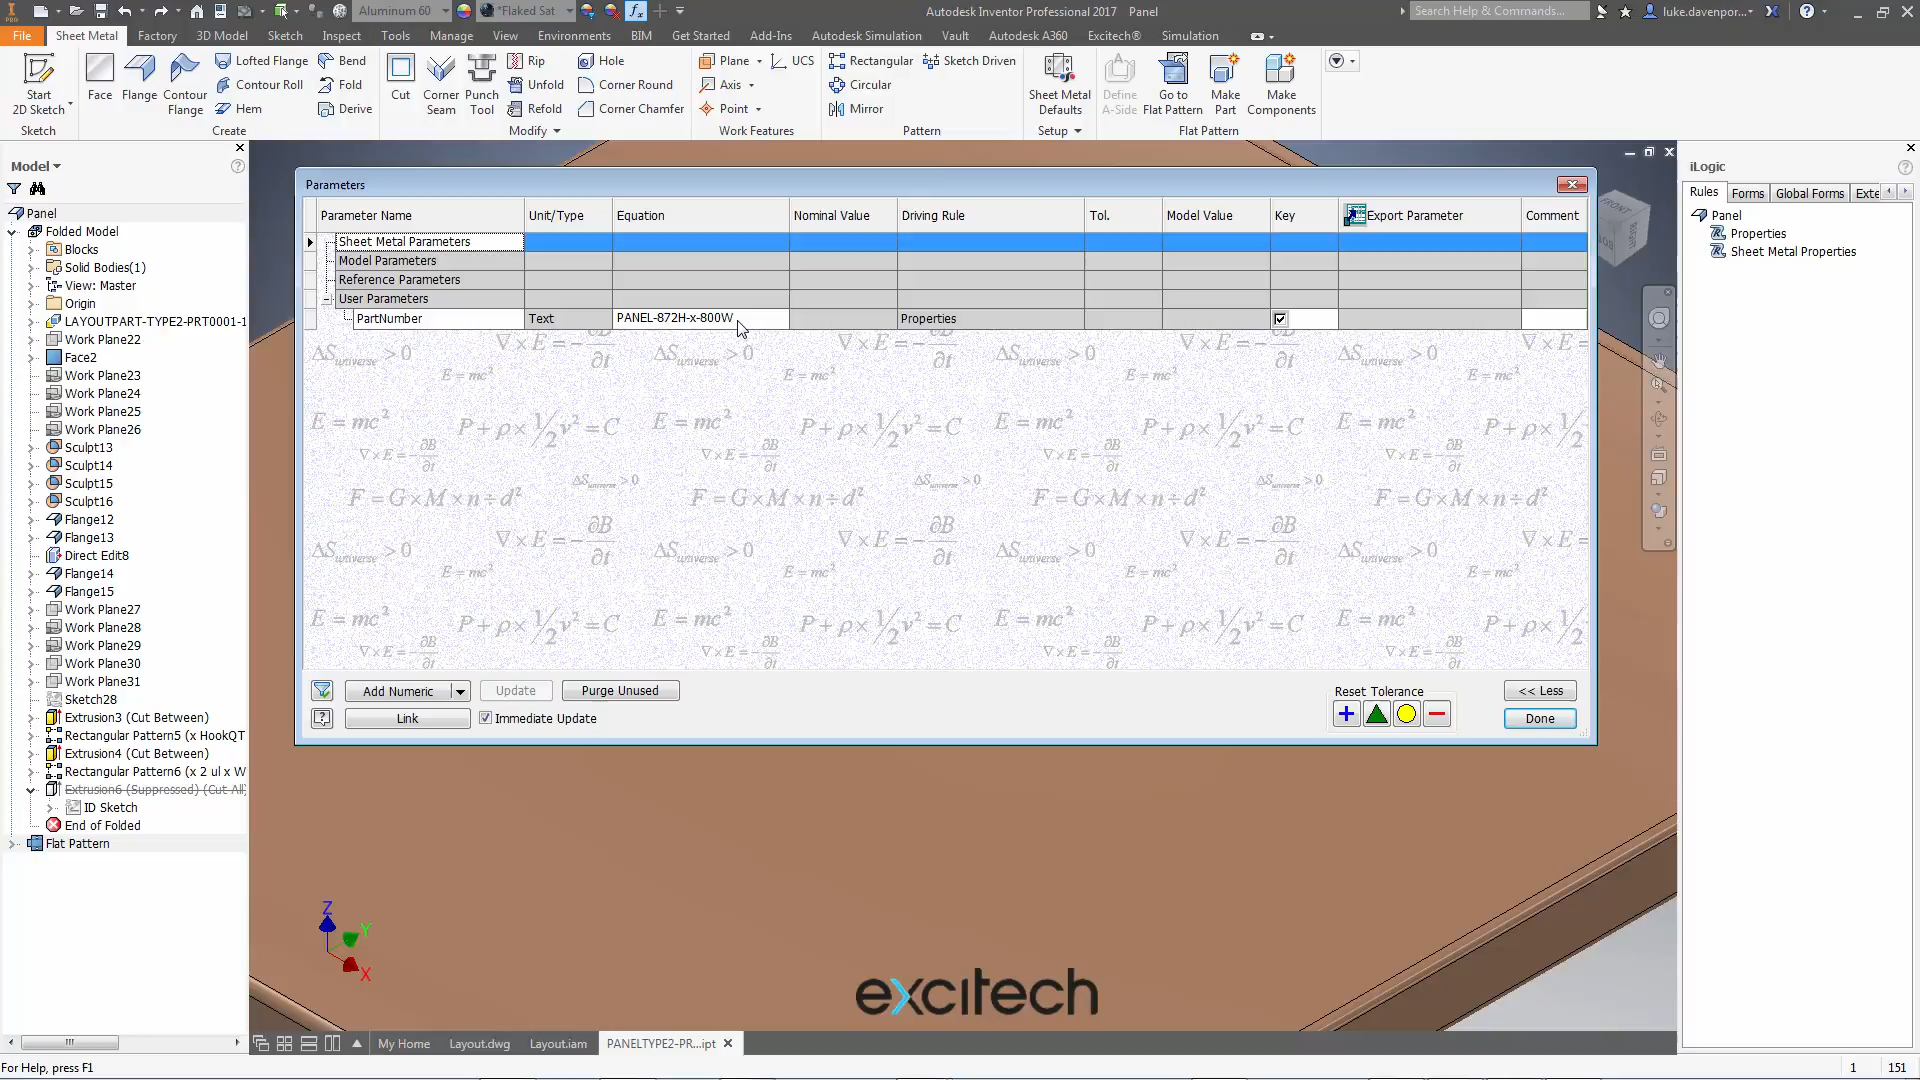 Aluminum 60
*Flaked Sat
Autodesk Inventor Professional 2017 Panel
Search Help & Commands...
luke.davenpor...
File Sheet Metal Factory 3D Model Sketch Inspect Tools Manage View Environments BIM Get Started Add-Ins Autodesk Simulation Vault Autodesk A360 Excitech® Simulation
Start
2D Sketch
Sketch
Face
Flange
Contour
Flange
Lofted Flange
Contour Roll
Hem
Bend
Fold
Derive
Create
Cut
Corner
Seam
Punch
Tool
Rip
Unfold
Refold
Hole
Corner Round
Corner Chamfer
Modify
Plane
Axis
Point
UCS
Work Features
Rectangular
Circular
Mirror
Sketch Driven
Pattern
Sheet Metal
Defaults
Setup
Define
A-Side
Go to
Flat Pattern
Make
Part
Make
Components
Flat Pattern
Model
Panel
Folded Model
Blocks
Solid Bodies(1)
View: Master
Origin
LAYOUTPART-TYPE2-PRT0001-1
Work Plane22
Face2
Work Plane23
Work Plane24
Work Plane25
Work Plane26
Sculpt13
Sculpt14
Sculpt15
Sculpt16
Flange12
Flange13
Direct Edit8
Flange14
Flange15
Work Plane27
Work Plane28
Work Plane29
Work Plane30
Work Plane31
Sketch28
Extrusion3 (Cut Between)
Rectangular Pattern5 (x HookQT
Extrusion4 (Cut Between)
Rectangular Pattern6 (x 2 ul x W
Extrusion6 (Suppressed) (Cut All)
ID Sketch
End of Folded
Flat Pattern
Parameters
Parameter Name Unit/Type Equation Nominal Value Driving Rule Tol. Model Value Key Export Parameter Comment
Sheet Metal Parameters
Model Parameters
Reference Parameters
User Parameters
PartNumber Text PANEL-872H-x-800W Properties
Add Numeric Update Purge Unused
Link Immediate Update
Reset Tolerance
<< Less
Done
FRONT
RIGHT
iLogic
Rules Forms Global Forms Exte
Panel
Properties
Sheet Metal Properties
Z
Y
X
excitech
My Home Layout.dwg Layout.iam PANELTYPE2-PR...ipt
For Help, press F1
1 151